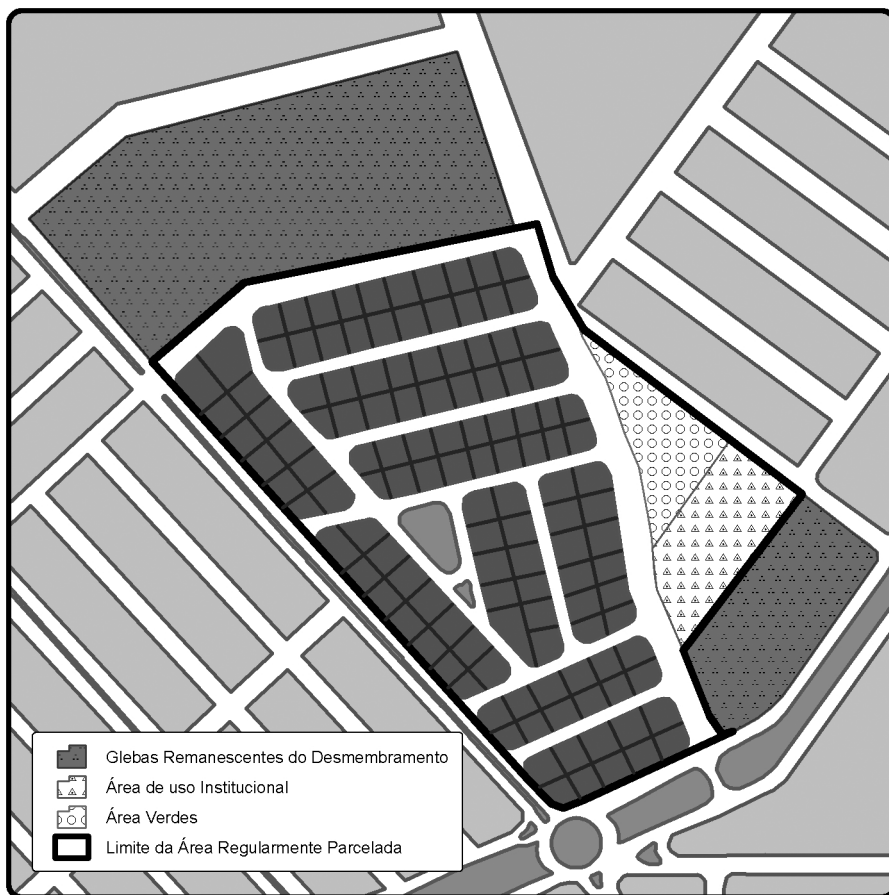 Glebas Remanescentes do Desmembramento
Área de uso Institucional
Área Verdes
Limite da Área Regularmente Parcelada